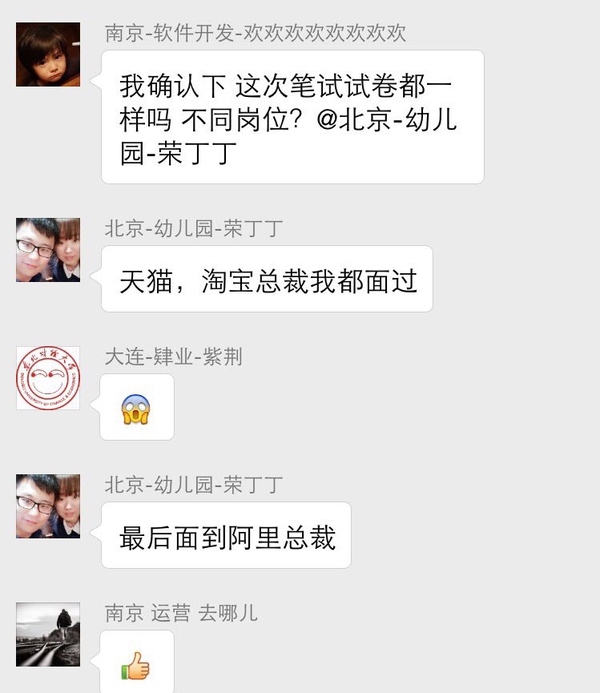 南京-软件开发-欢欢欢欢欢欢欢欢
我确认下 这次笔试试卷都一
样吗 不同岗位？@北京-幼儿
园-荣丁丁
北京-幼儿园-荣丁丁
天猫，淘宝总裁我都面过
大连-肄业-紫荆
北京-幼儿园-荣丁丁
最后面到阿里总裁
南京 运营 去哪儿